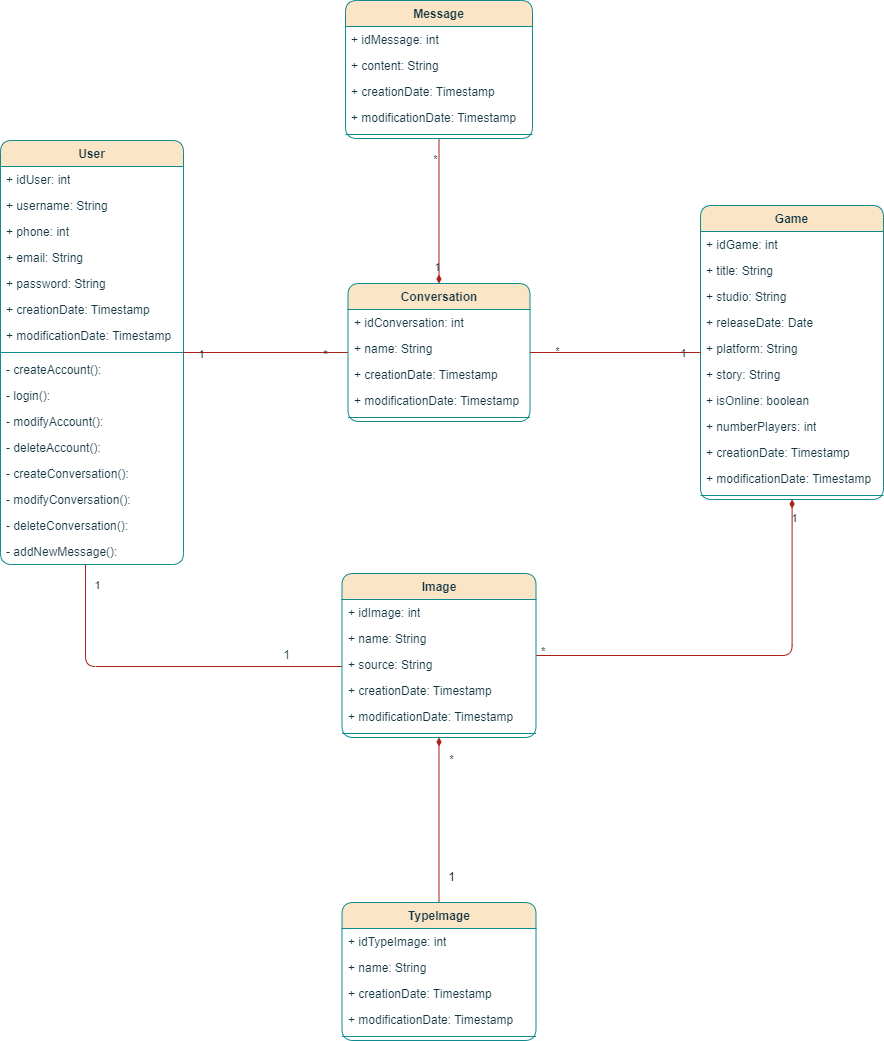 Message
+ idMessage: int
+ content: String
+ creationDate: Timestamp
+ modificationDate: Timestamp
*
1
User
+ idUser: int
+ username: String
+ phone: int
+ email: String
+ password: String
+ creationDate: Timestamp
+ modificationDate: Timestamp
- createAccount():
- login():
- modifyAccount():
- deleteAccount():
- createConversation():
- modifyConversation():
- deleteConversation():
- addNewMessage():
1
*
Conversation
+ idConversation: int
+ name: String
+ creationDate: Timestamp
+ modificationDate: Timestamp
*
1
Game
+ idGame: int
+ title: String
+ studio: String
+ releaseDate: Date
+ platform: String
+ story: String
+ isOnline: boolean
+ numberPlayers: int
+ creationDate: Timestamp
+ modificationDate: Timestamp
1
1
1
Image
+ idImage: int
+ name: String
+ source: String
+ creationDate: Timestamp
+ modificationDate: Timestamp
*
*
1
TypeImage
+ idTypeImage: int
+ name: String
+ creationDate: Timestamp
+ modificationDate: Timestamp